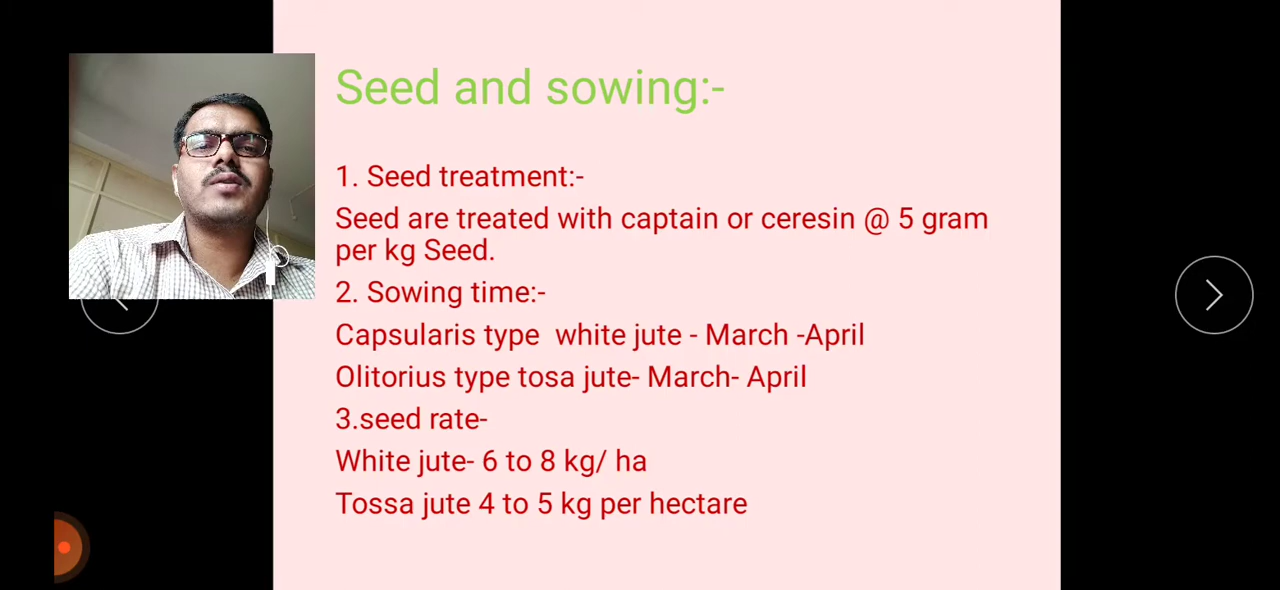 Seed and sowing:-
1. Seed treatment:-
Seed are treated with captain or ceresin @ 5 gram
per kg Seed.
2. Sowing time:-
Capsularis type  white jute - March -April
Olitorius type tosa jute- March- April
3.seed rate-
White jute- 6 to 8 kg/ ha
Tossa jute 4 to 5 kg per hectare